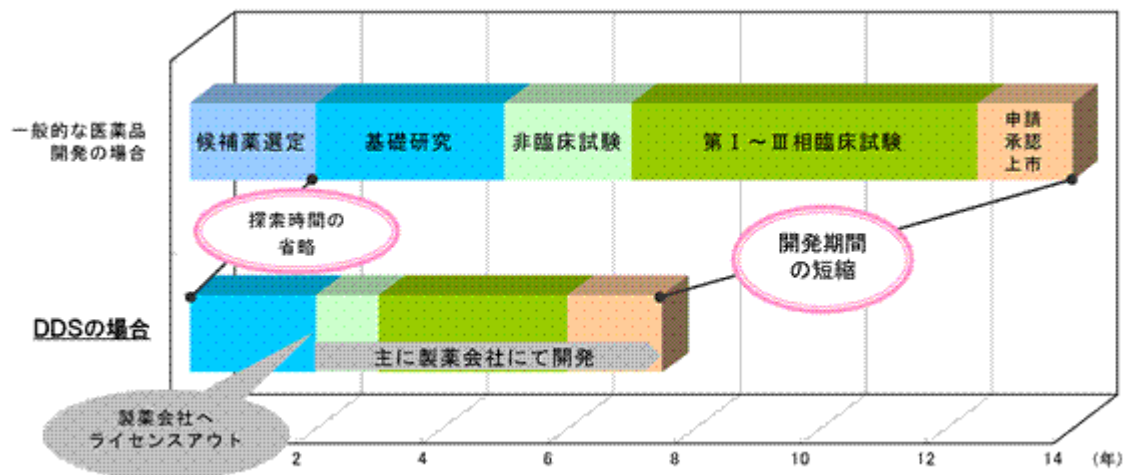 一般的な医薬品
開発の場合
候補薬選定
基礎研究
非臨床試験
第Ⅰ～Ⅲ相臨床試験
申請
承認
上市
探索時間の
省略
開発期間
の短縮
DDSの場合
主に製薬会社にて開発
製薬会社へ
ライセンスアウト
2 4 6 8 10 12 14 (年)